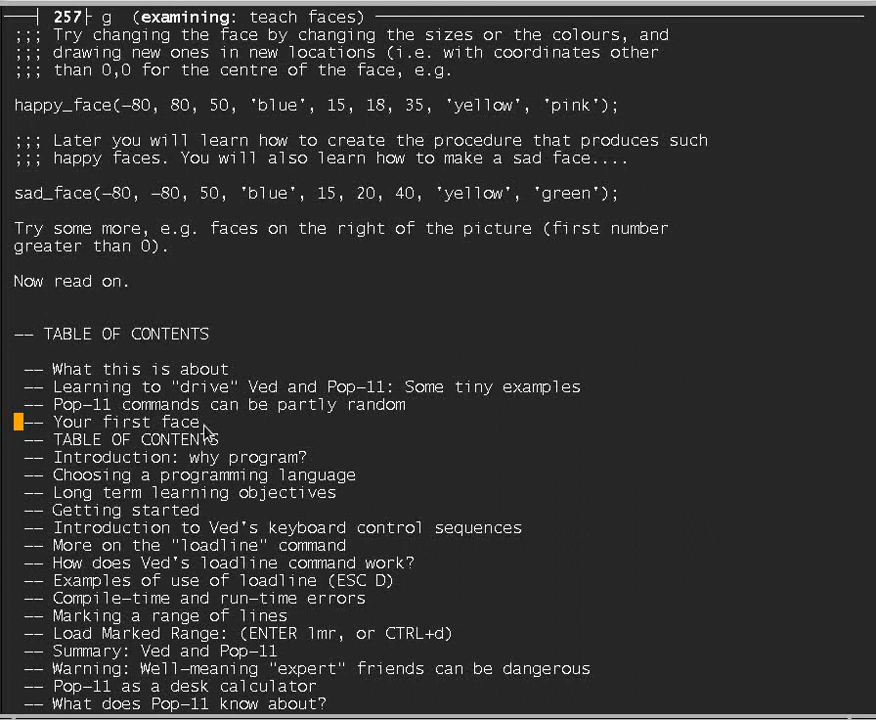 257 g (examining: teach faces)
;;; Try changing the face by changing the sizes or the colours, and
;;; drawing new ones in new locations (i.e. with coordinates other
;;; than 0,0 for the centre of the face, e.g.
happy_face(-80, 80, 50, 'blue', 15, 18, 35, 'yellow', 'pink');
;;; Later you will learn how to create the procedure that produces such
;;; happy faces. You will also learn how to make a sad face....
sad_face(-80, -80, 50, 'blue', 15, 20, 40, 'yellow', 'green');
Try some more, e.g. faces on the right of the picture (first number
greater than 0).
Now read on.
-- TABLE OF CONTENTS
-- What this is about
-- Learning to "drive" Ved and Pop-11: Some tiny examples
-- Pop-11 commands can be partly random
-- Your first face
-- TABLE OF CONTENTS
-- Introduction: why program?
-- Choosing a programming language
-- Long term learning objectives
-- Getting started
-- Introduction to Ved's keyboard control sequences
-- More on the "loadline" command
-- How does Ved's loadline command work?
-- Examples of use of loadline (ESC D)
-- Compile-time and run-time errors
-- Marking a range of lines
-- Load Marked Range: (ENTER lmr, or CTRL+d)
-- Summary: Ved and Pop-11
-- Warning: Well-meaning "expert" friends can be dangerous
-- Pop-11 as a desk calculator
-- What does Pop-11 know about?